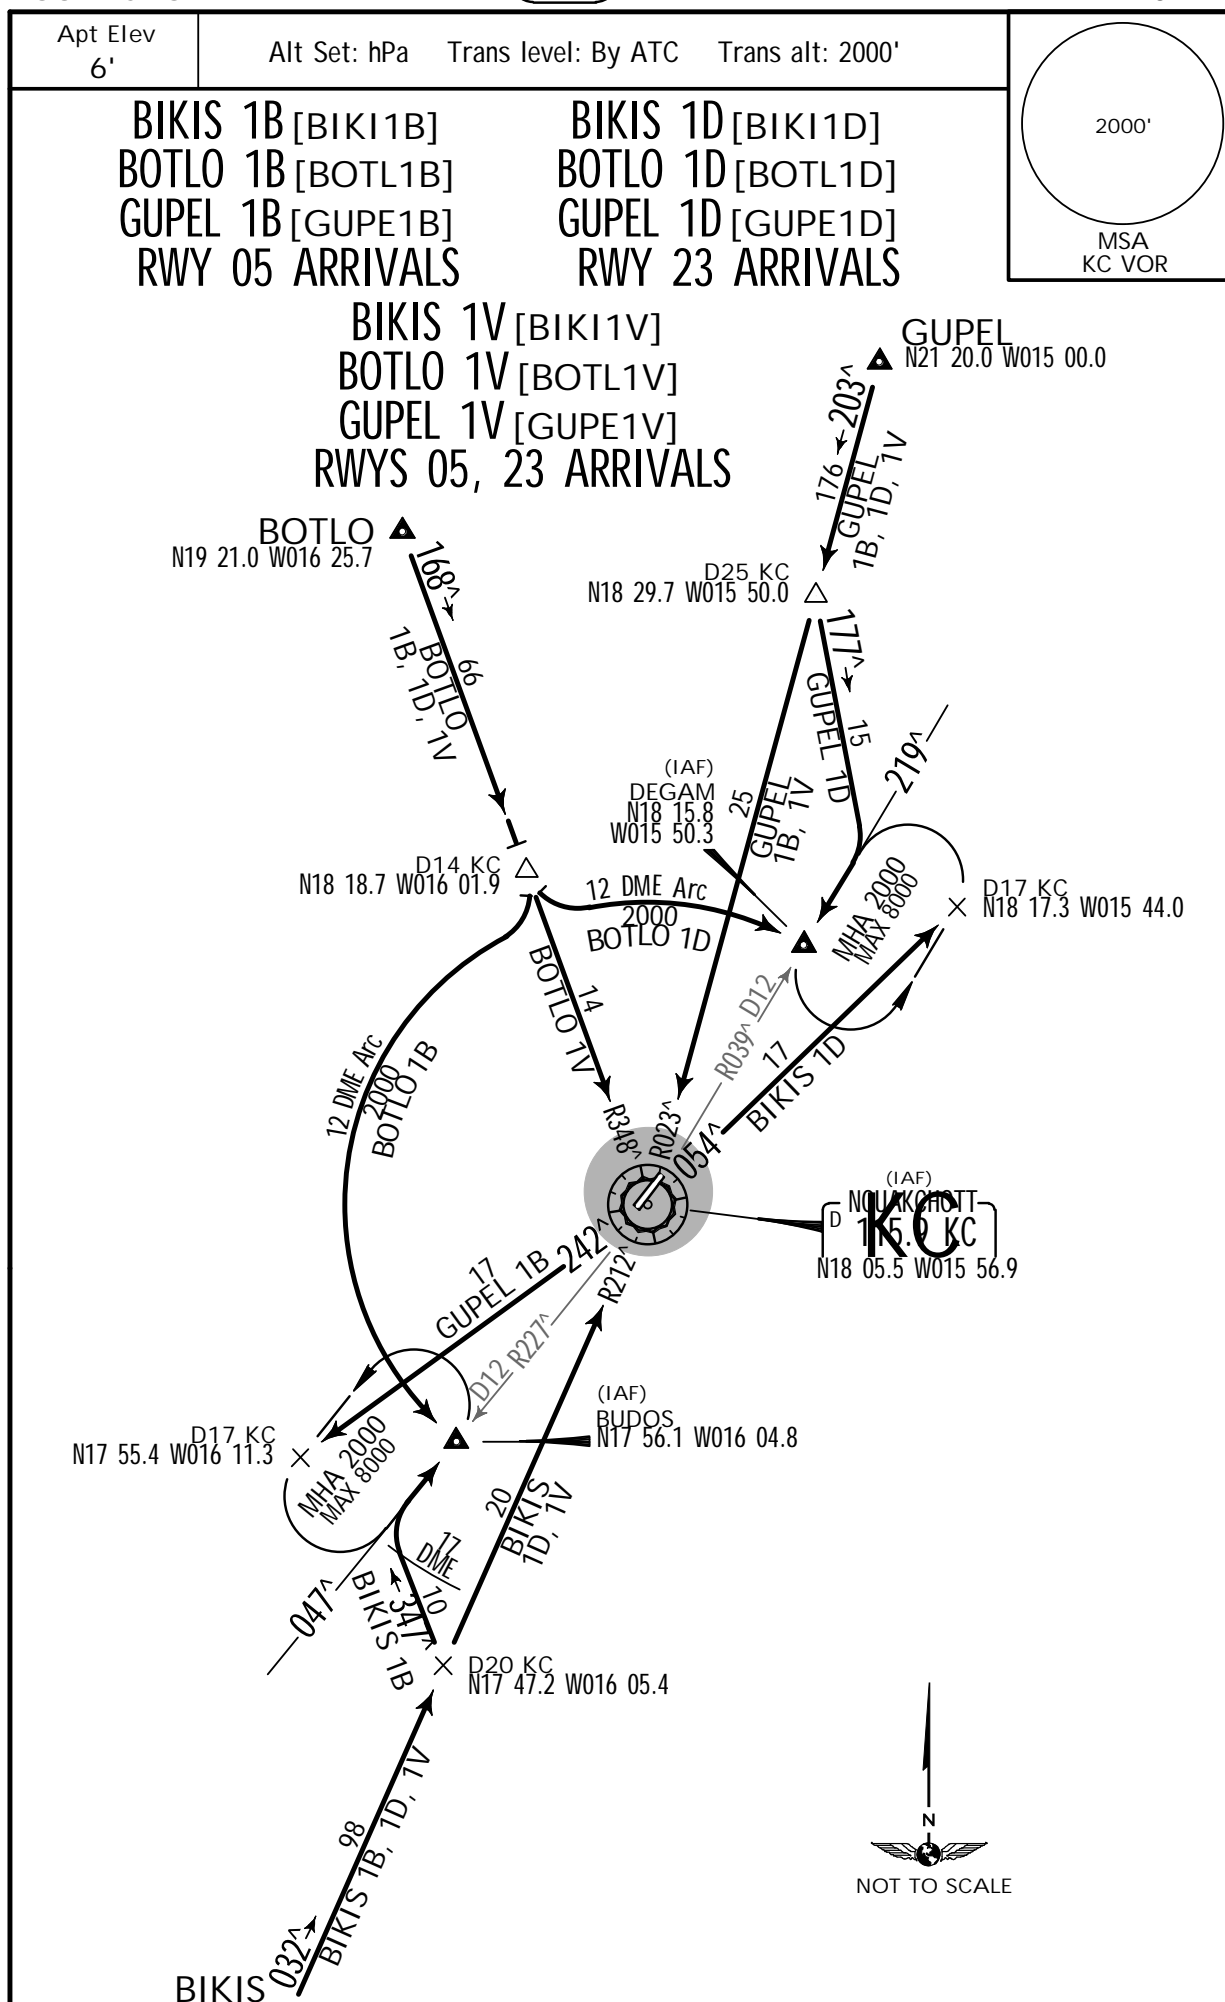 Apt Elev
6'
Alt Set: hPa Trans level: By ATC Trans alt: 2000'
2000'
MSA
KC VOR
BIKIS 1B [BIKI1B]
BOTLO 1B [BOTL1B]
GUPEL 1B [GUPE1B]
RWY 05 ARRIVALS
BIKIS 1D [BIKI1D]
BOTLO 1D [BOTL1D]
GUPEL 1D [GUPE1D]
RWY 23 ARRIVALS
BIKIS 1V [BIKI1V]
BOTLO 1V [BOTL1V]
GUPEL 1V [GUPE1V]
RWYS 05, 23 ARRIVALS
GUPEL
N21 20.0 W015 00.0
203^
176
GUPEL
1B, 1D, 1V
BOTLO
N19 21.0 W016 25.7
168^
66
BOTLO
1B, 1D, 1V
D25 KC
N18 29.7 W015 50.0
177^
15
GUPEL 1D
219^
25
GUPEL
1B, 1V
(IAF)
DEGAM
N18 15.8
W015 50.3
D14 KC
N18 18.7 W016 01.9
12 DME Arc
2000
BOTLO 1D
MHA 2000
MAX 8000
D17 KC
N18 17.3 W015 44.0
14
BOTLO 1V
12 DME Arc
2000
BOTLO 1B
R039^ D12
17
BIKIS 1D
054^
R348^
R023^
(IAF)
NOUAKCHOTT
D 115.9 KC
KC
N18 05.5 W015 56.9
242^
17
GUPEL 1B
R212^
D12 R227^
(IAF)
BUDOS
N17 56.1 W016 04.8
D17 KC
N17 55.4 W016 11.3
MHA 2000
MAX 8000
20
BIKIS
1D, 1V
17
DME
10
347^
BIKIS 1B
047^
D20 KC
N17 47.2 W016 05.4
98
BIKIS 1B, 1D, 1V
032^
BIKIS
N
NOT TO SCALE